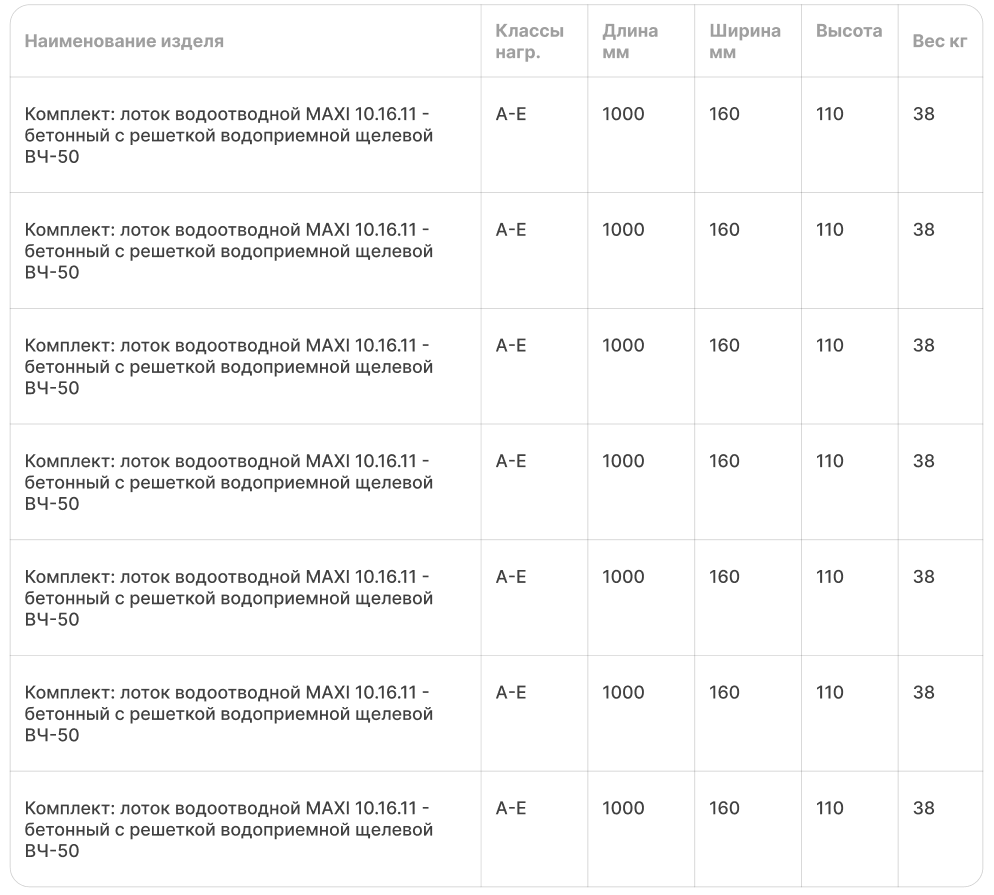 Наименование изделя
Классы
нагр.
Длина
мм
Ширина
мм
Высота
Вес кг
Комплект: лоток водоотводной MAXI 10.16.11 -
бетонный с решеткой водоприемной щелевой
ВЧ-50
A-E
1000
160
110
38
Комплект: лоток водоотводной MAXI 10.16.11 -
бетонный с решеткой водоприемной щелевой
ВЧ-50
A-E
1000
160
110
38
Комплект: лоток водоотводной MAXI 10.16.11 -
бетонный с решеткой водоприемной щелевой
ВЧ-50
A-E
1000
160
110
38
Комплект: лоток водоотводной MAXI 10.16.11 -
бетонный с решеткой водоприемной щелевой
ВЧ-50
A-E
1000
160
110
38
Комплект: лоток водоотводной MAXI 10.16.11 -
бетонный с решеткой водоприемной щелевой
ВЧ-50
A-E
1000
160
110
38
Комплект: лоток водоотводной MAXI 10.16.11 -
бетонный с решеткой водоприемной щелевой
ВЧ-50
A-E
1000
160
110
38
Комплект: лоток водоотводной MAXI 10.16.11 -
бетонный с решеткой водоприемной щелевой
ВЧ-50
A-E
1000
160
110
38